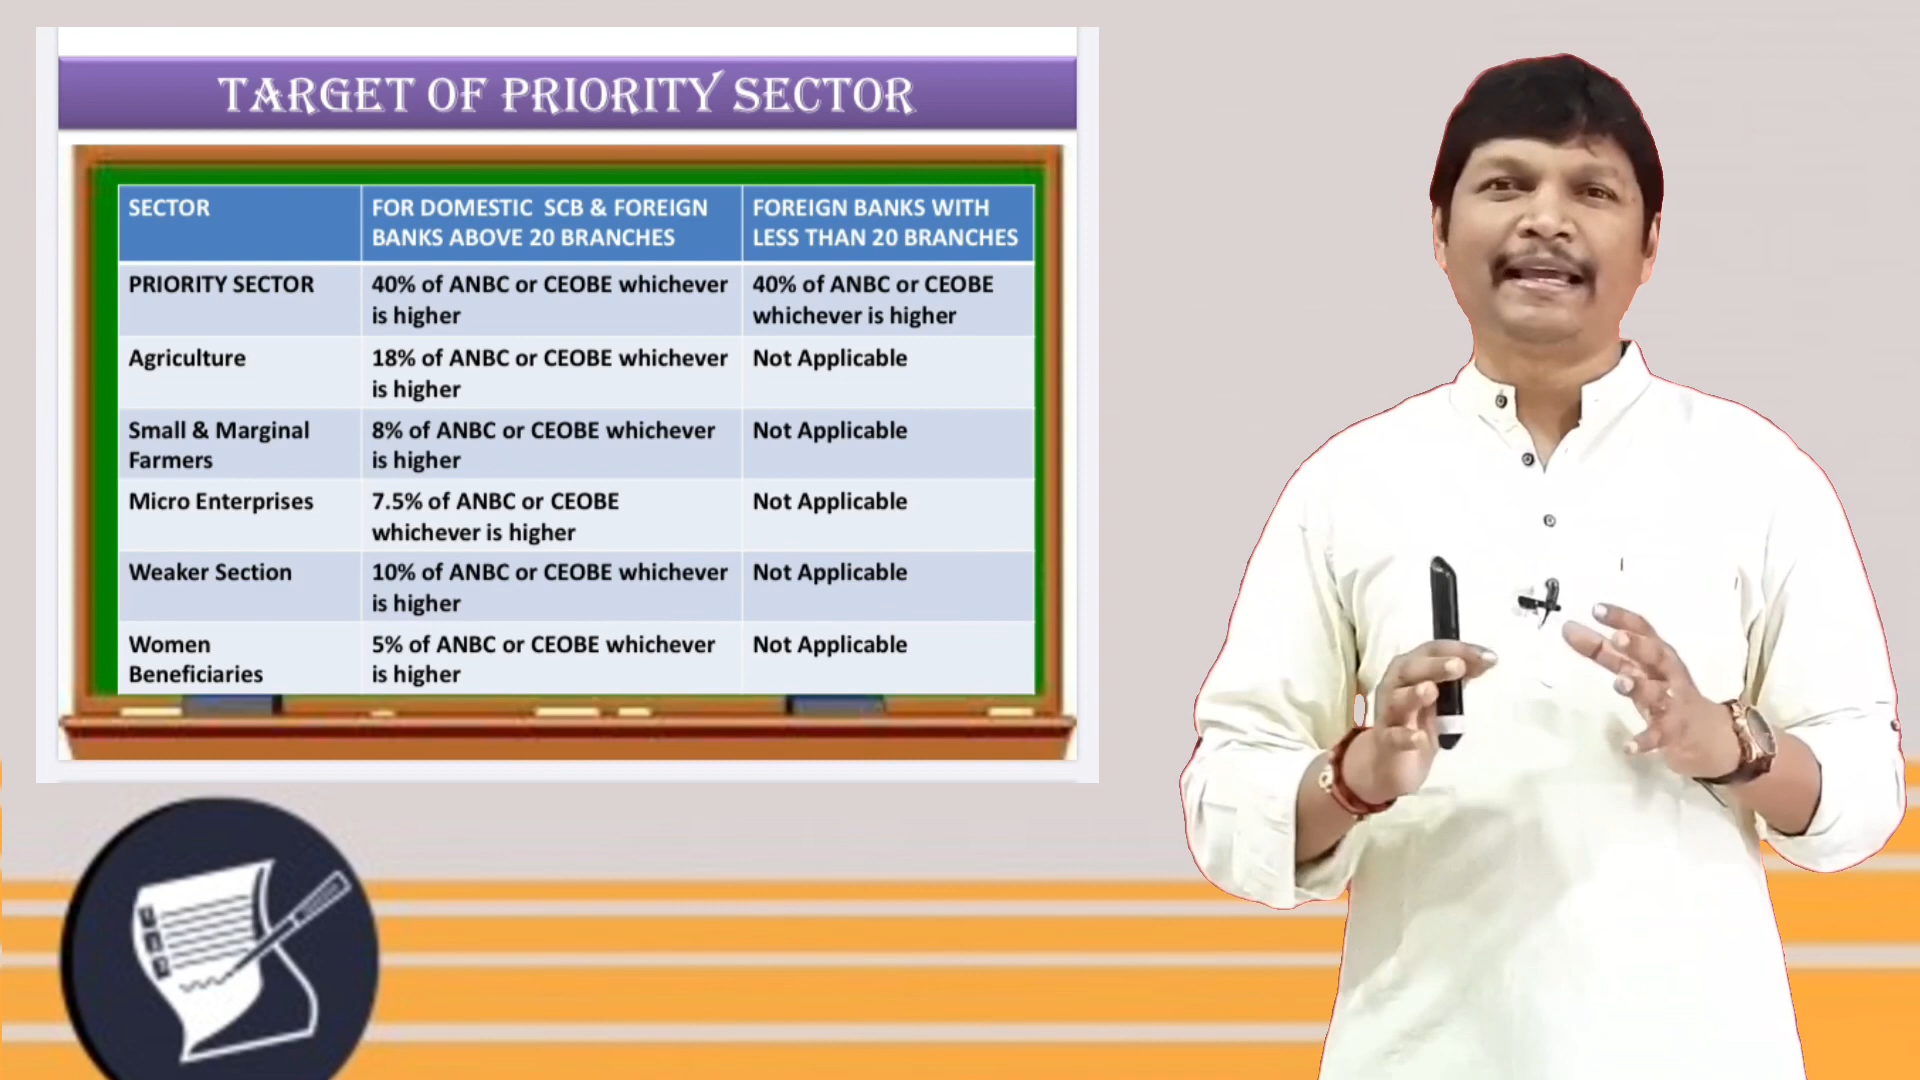 TARGET OF PRIORITY SECTOR
SECTOR
FOR DOMESTIC SCB & FOREIGN
BANKS ABOVE 20 BRANCHES
FOREIGN BANKS WITH
LESS THAN 20 BRANCHES
PRIORITY SECTOR
40% of ANBC or CEOBE whichever
is higher
40% of ANBC or CEOBE
whichever is higher
Agriculture
18% of ANBC or CEOBE whichever
is higher
Not Applicable
Small & Marginal
Farmers
8% of ANBC or CEOBE whichever
is higher
Not Applicable
Micro Enterprises
7.5% of ANBC or CEOBE
whichever is higher
Not Applicable
Weaker Section
10% of ANBC or CEOBE whichever
is higher
Not Applicable
Women
Beneficiaries
5% of ANBC or CEOBE whichever
is higher
Not Applicable